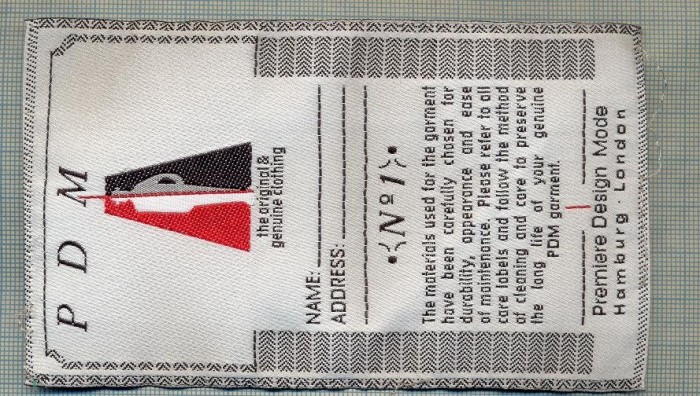 P D M
the original &
genuine clothing
NAME:
ADDRESS:
Nº 1
The materials used for the garment
have been carefully chosen for
durability, appearance and ease
of maintenance. Please refer to all
care labels and follow the method
of cleaning and care to preserve
the long life of your genuine
PDM garment.
Premiere Design Mode
Hamburg · London